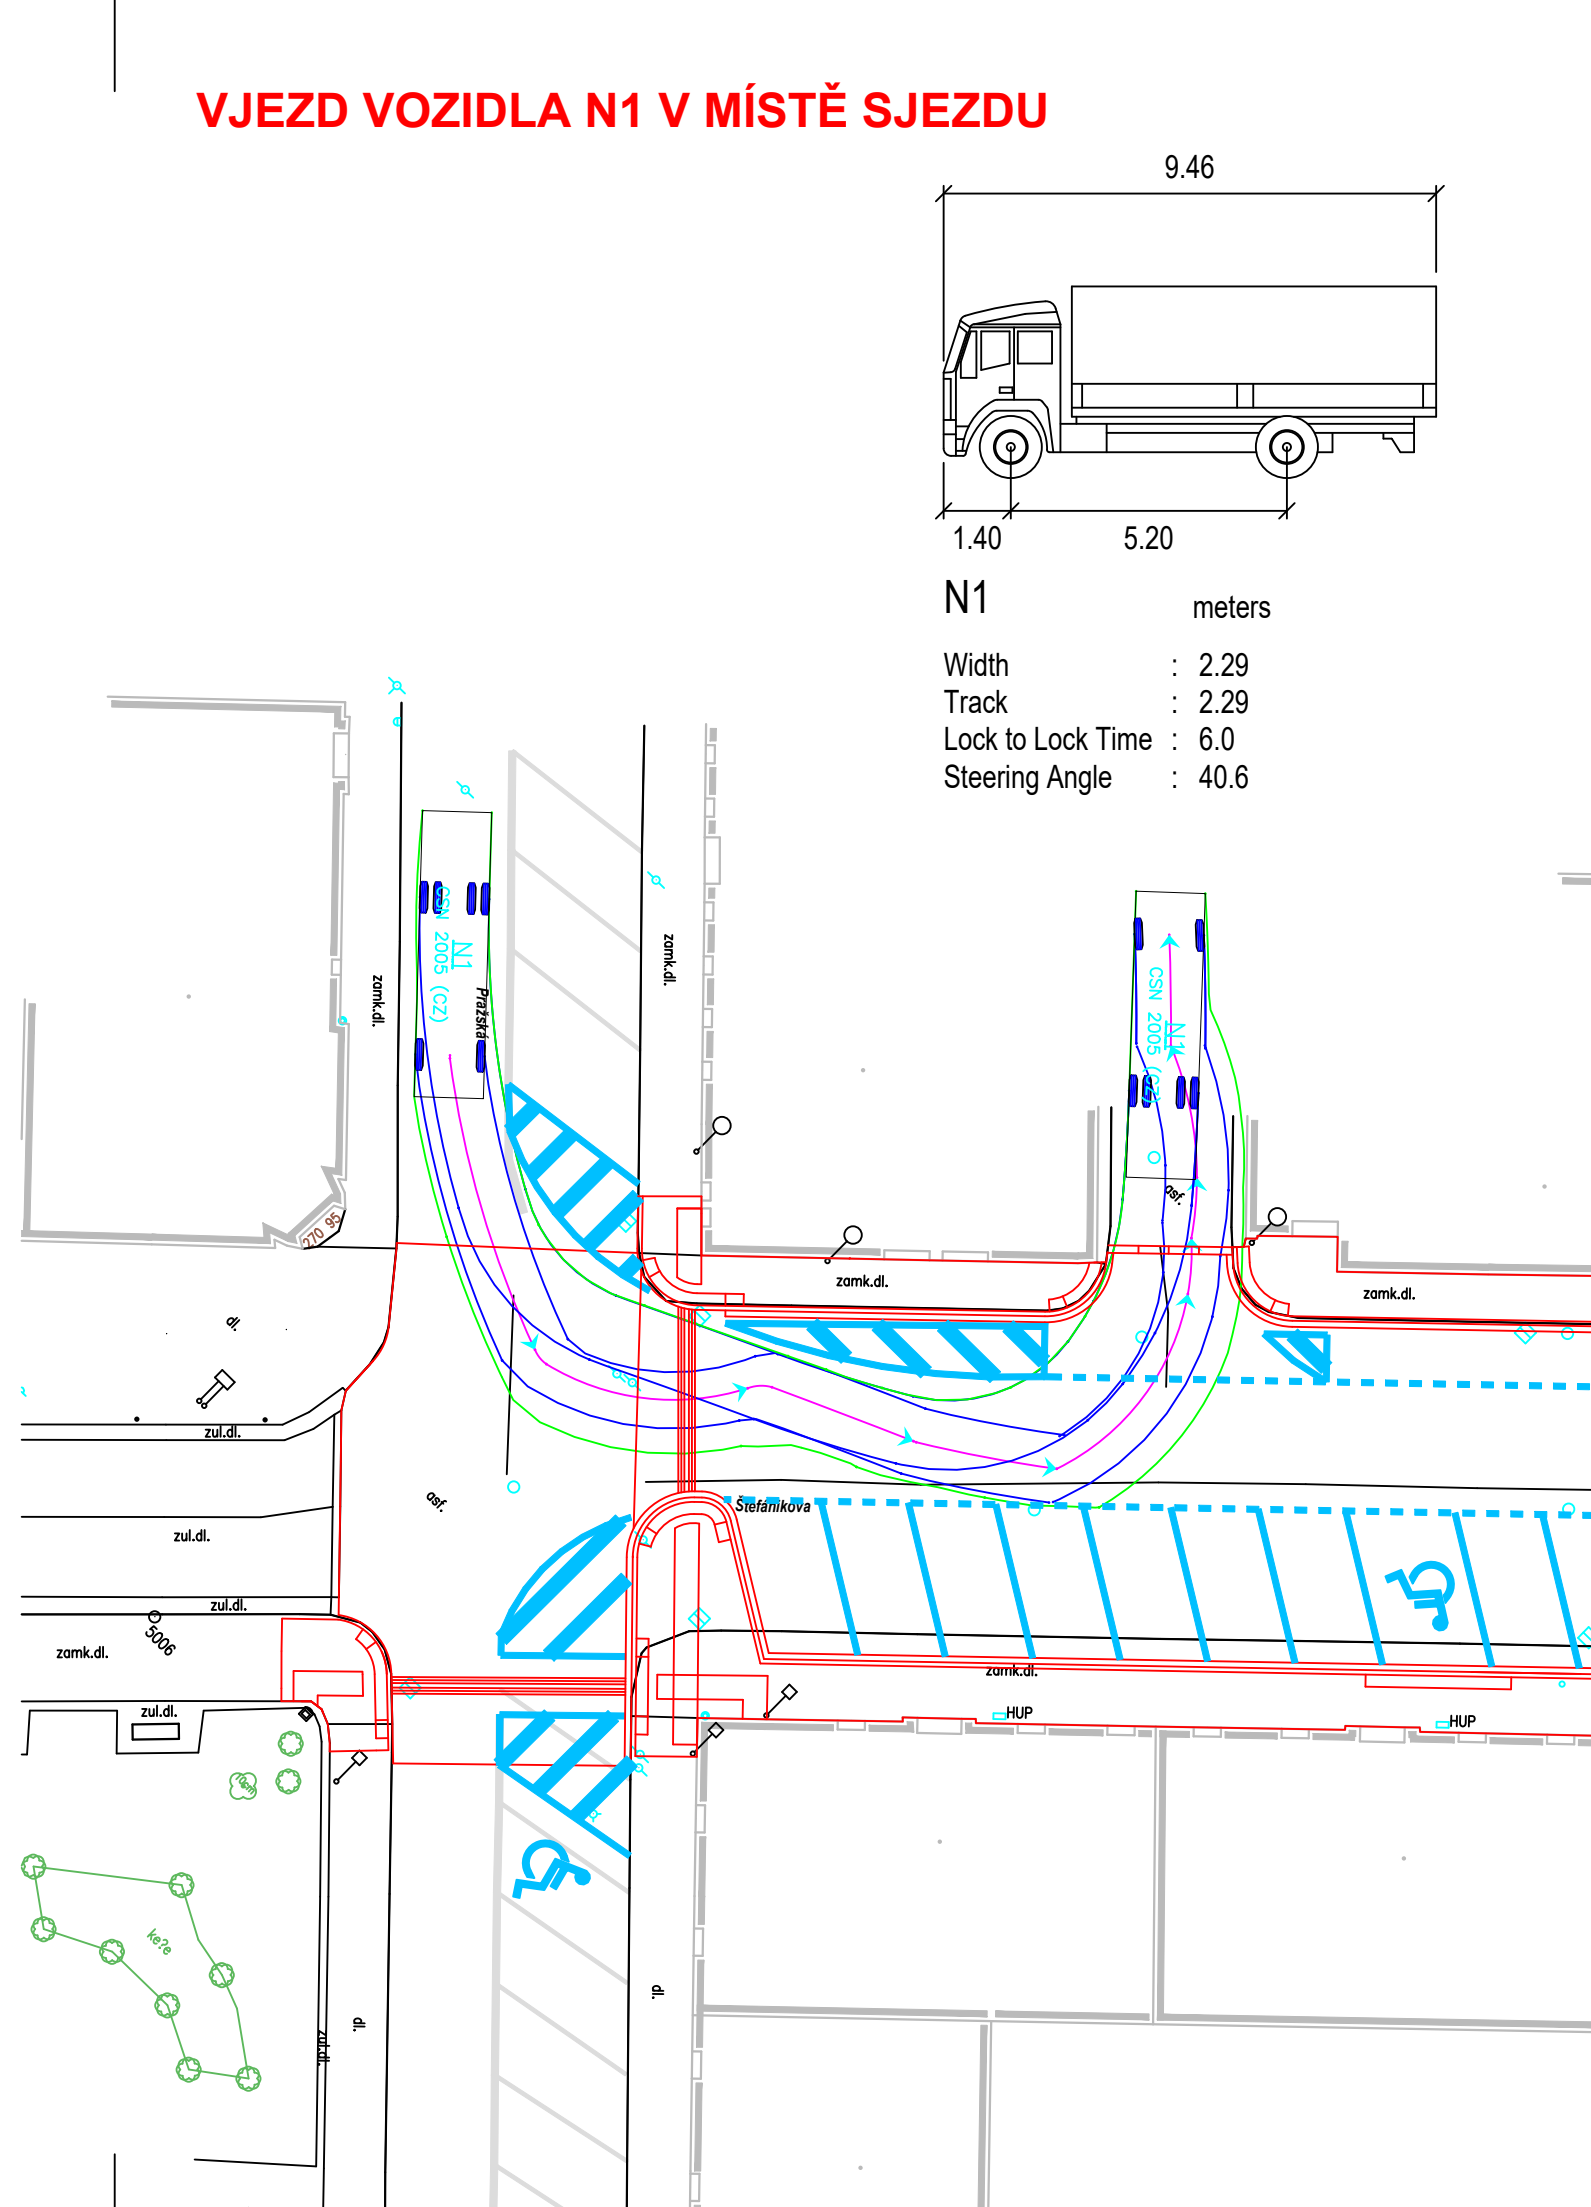 VJEZD VOZIDLA N1 V MÍSTĚ SJEZDU
9.46
1.40
5.20
N1
meters
Width : 2.29
Track : 2.29
Lock to Lock Time : 6.0
Steering Angle : 40.6
N1
CSN 2005 (CZ)
Pražská
zamk.dl.
zamk.dl.
N1
CSN 2005 (CZ)
asf.
270 95
zamk.dl.
zamk.dl.
dl.
zul.dl.
asf.
Štefánikova
zul.dl.
zul.dl.
5006
zamk.dl.
zamk.dl.
zul.dl.
HUP
HUP
ke?e
dl.
dl.
zul.dl.